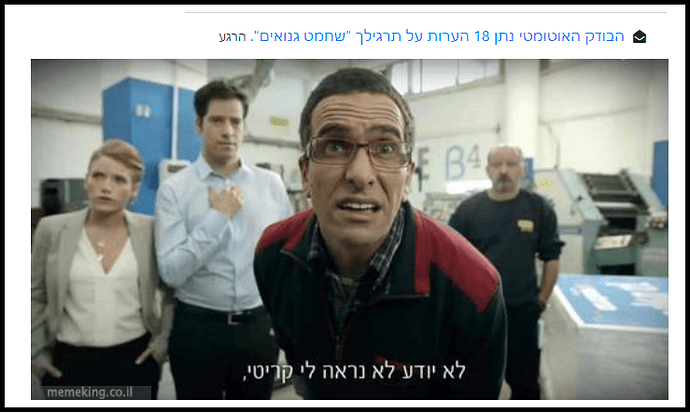 הבודק האוטומטי נתן 18 הערות על תרגילך "שחמט גנואים". הרגע
B4
לא יודע לא נראה לי קריטי,
memeking.co.il